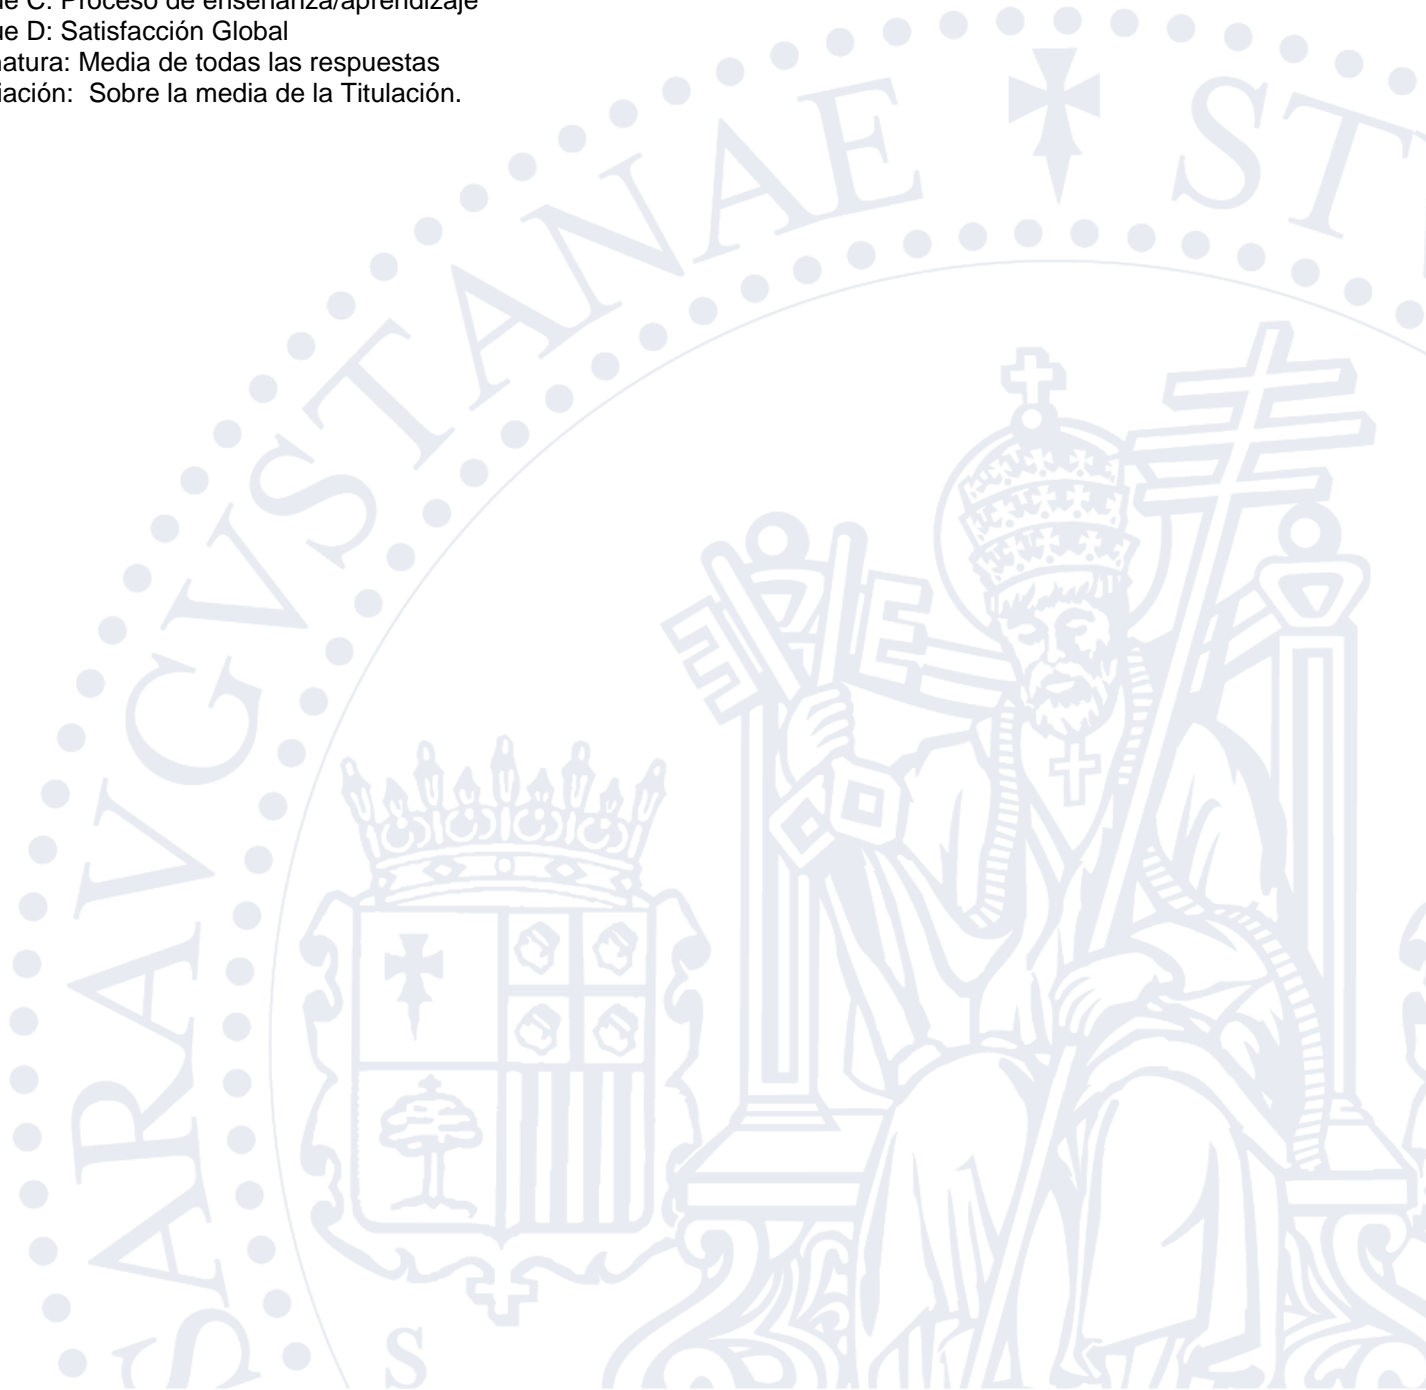 ue C: Proceso de enseñanza/aprendizaje
ue D: Satisfacción Global
natura: Media de todas las respuestas
iación: Sobre la media de la Titulación.
SARAVGVSTANAE ST
S